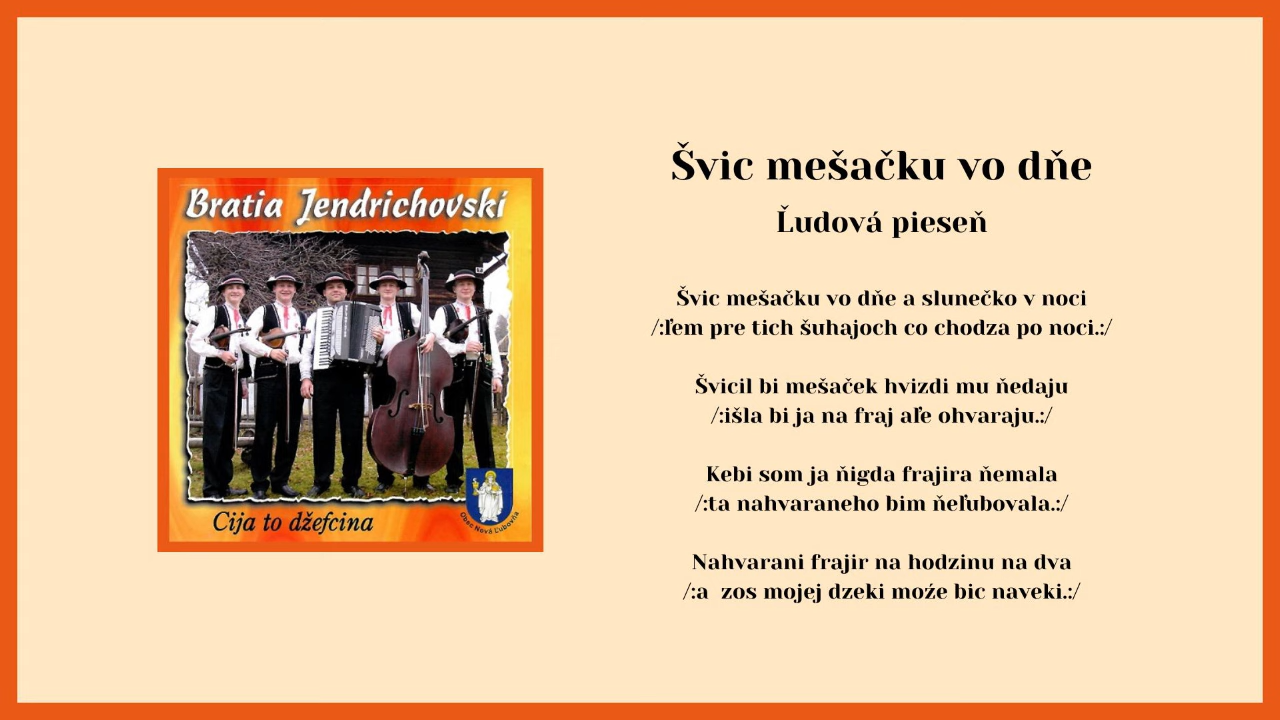 Bratia Jendrichovskí
Cija to džefcina
Obec Nová Ľubovňa
Švic mešačku vo dňe
Ľudová pieseň
Švic mešačku vo dňe a slunečko v noci
/:ľem pre tich šuhajoch co chodza po noci.:/
Švicil bi mešaček hvizdi mu ňedaju
/:išla bi ja na fraj aľe ohvaraju.:/
Kebi som ja ňigda frajira ňemala
/:ta nahvaraneho bim ňeľubovala.:/
Nahvarani frajir na hodzinu na dva
/:a  zos mojej dzeki moźe bic naveki.:/